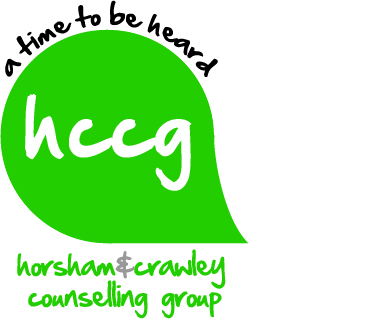 a time to be heard
hccg
horsham&crawley
counselling group